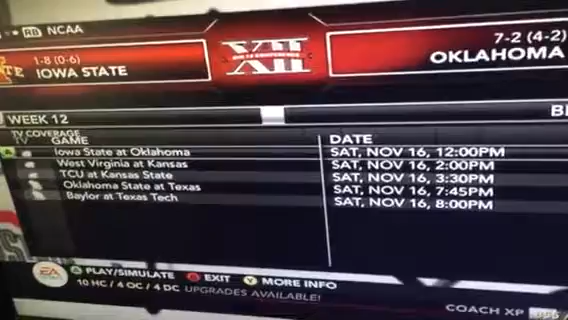 RB NCAA
1-8 (0-6)
IOWA STATE
XII
7-2 (4-2)
OKLAHOMA
WEEK 12
TV COVERAGE
TV GAME DATE
Iowa State at Oklahoma SAT, NOV 16, 12:00PM
West Virginia at Kansas SAT, NOV 16, 2:00PM
TCU at Kansas State SAT, NOV 16, 3:30PM
Oklahoma State at Texas SAT, NOV 16, 7:45PM
Baylor at Texas Tech SAT, NOV 16, 8:00PM
EA
A PLAY/SIMULATE B EXIT Y MORE INFO
10 HC / 4 OC / 4 DC UPGRADES AVAILABLE!
COACH XP